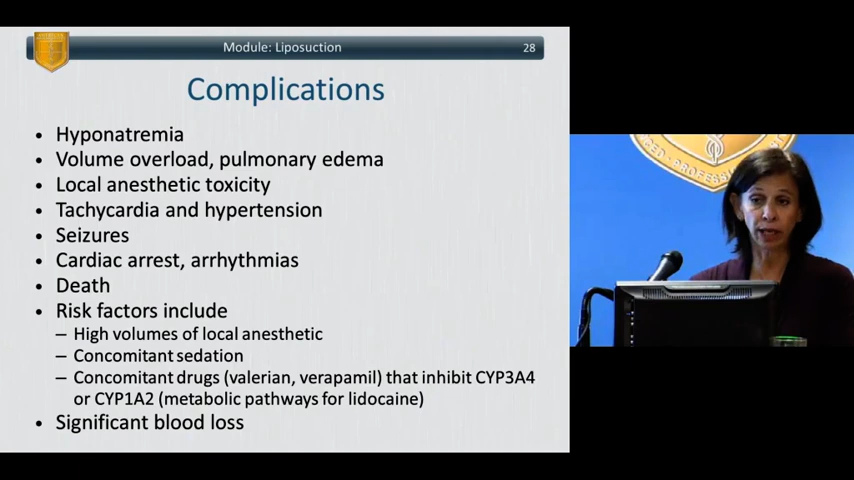 Module: Liposuction
28
Complications
• Hyponatremia
• Volume overload, pulmonary edema
• Local anesthetic toxicity
• Tachycardia and hypertension
• Seizures
• Cardiac arrest, arrhythmias
• Death
• Risk factors include
– High volumes of local anesthetic
– Concomitant sedation
– Concomitant drugs (valerian, verapamil) that inhibit CYP3A4
or CYP1A2 (metabolic pathways for lidocaine)
• Significant blood loss